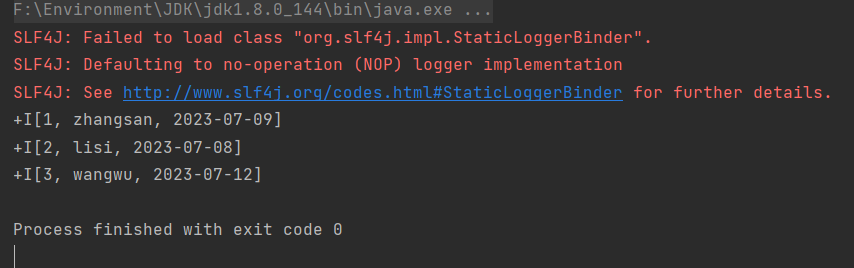 F:\Environment\JDK\jdk1.8.0_144\bin\java.exe ...
SLF4J: Failed to load class "org.slf4j.impl.StaticLoggerBinder".
SLF4J: Defaulting to no-operation (NOP) logger implementation
SLF4J: See http://www.slf4j.org/codes.html#StaticLoggerBinder for further details.
+I[1, zhangsan, 2023-07-09]
+I[2, lisi, 2023-07-08]
+I[3, wangwu, 2023-07-12]
Process finished with exit code 0